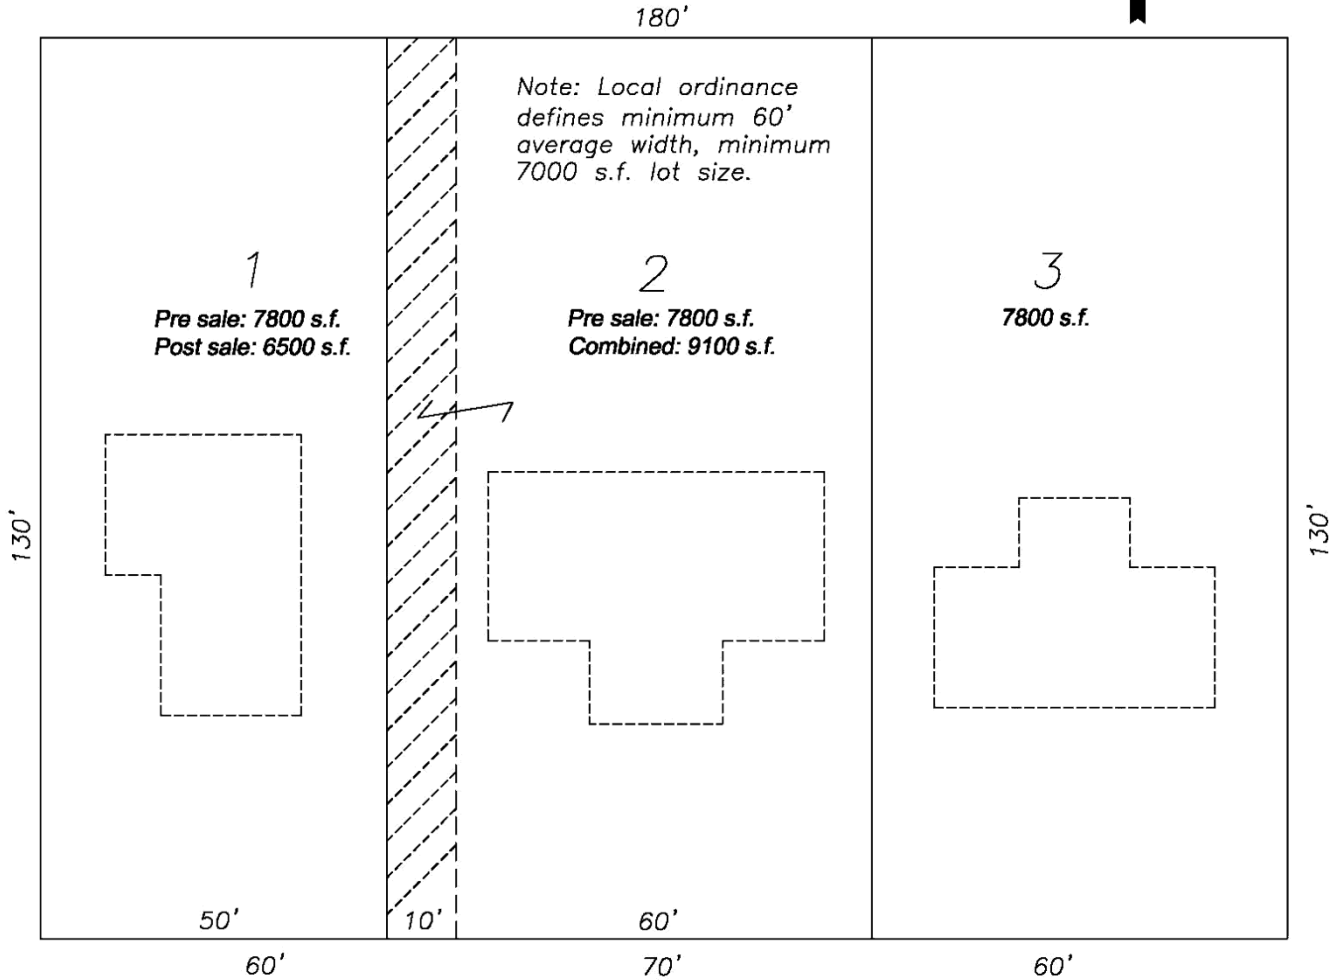 180'
Note: Local ordinance
defines minimum 60'
average width, minimum
7000 s.f. lot size.
1
Pre sale: 7800 s.f.
Post sale: 6500 s.f.
2
Pre sale: 7800 s.f.
Combined: 9100 s.f.
3
7800 s.f.
130'
130'
50'
10'
60'
60'
70'
60'